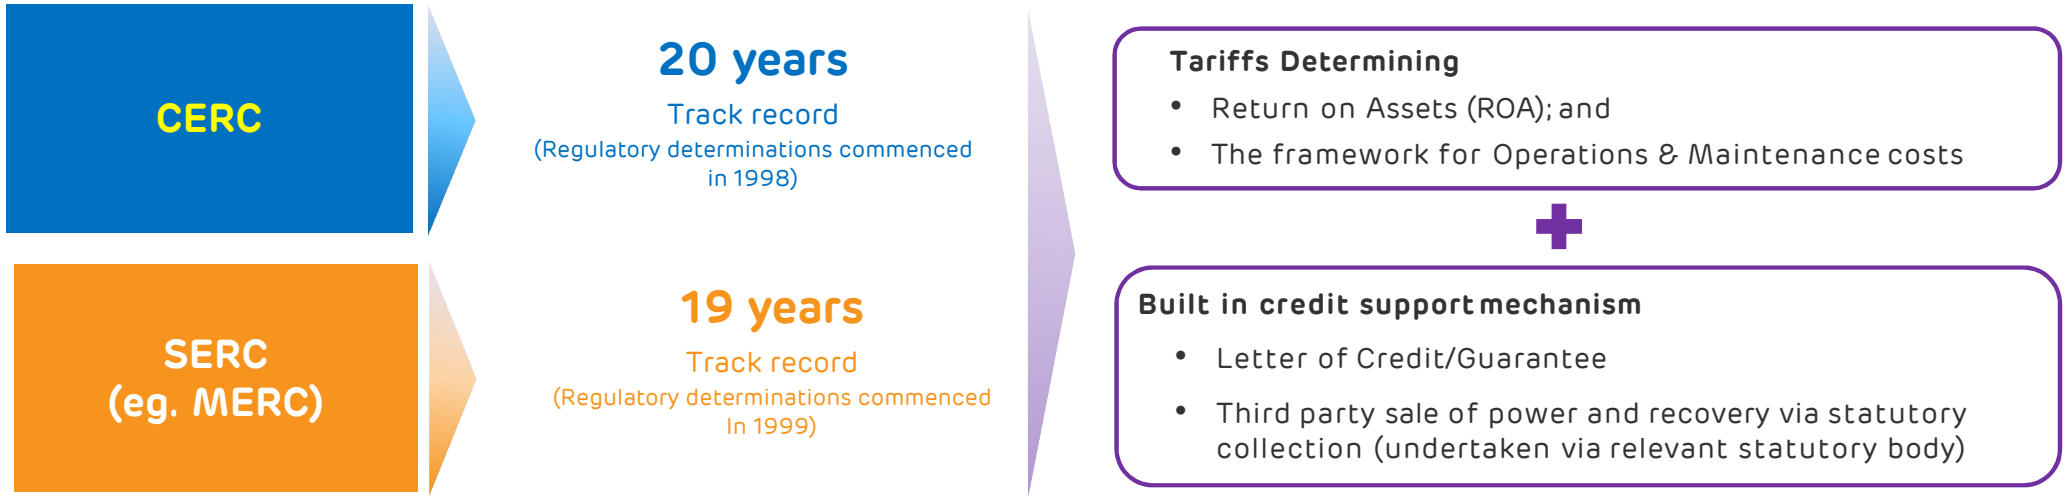 CERC
20 years
Track record
(Regulatory determinations commenced
in 1998)
SERC
(eg. MERC)
19 years
Track record
(Regulatory determinations commenced
In 1999)
Tariffs Determining
• Return on Assets (ROA); and
• The framework for Operations & Maintenance costs
Built in credit support mechanism
• Letter of Credit/Guarantee
• Third party sale of power and recovery via statutory
collection (undertaken via relevant statutory body)